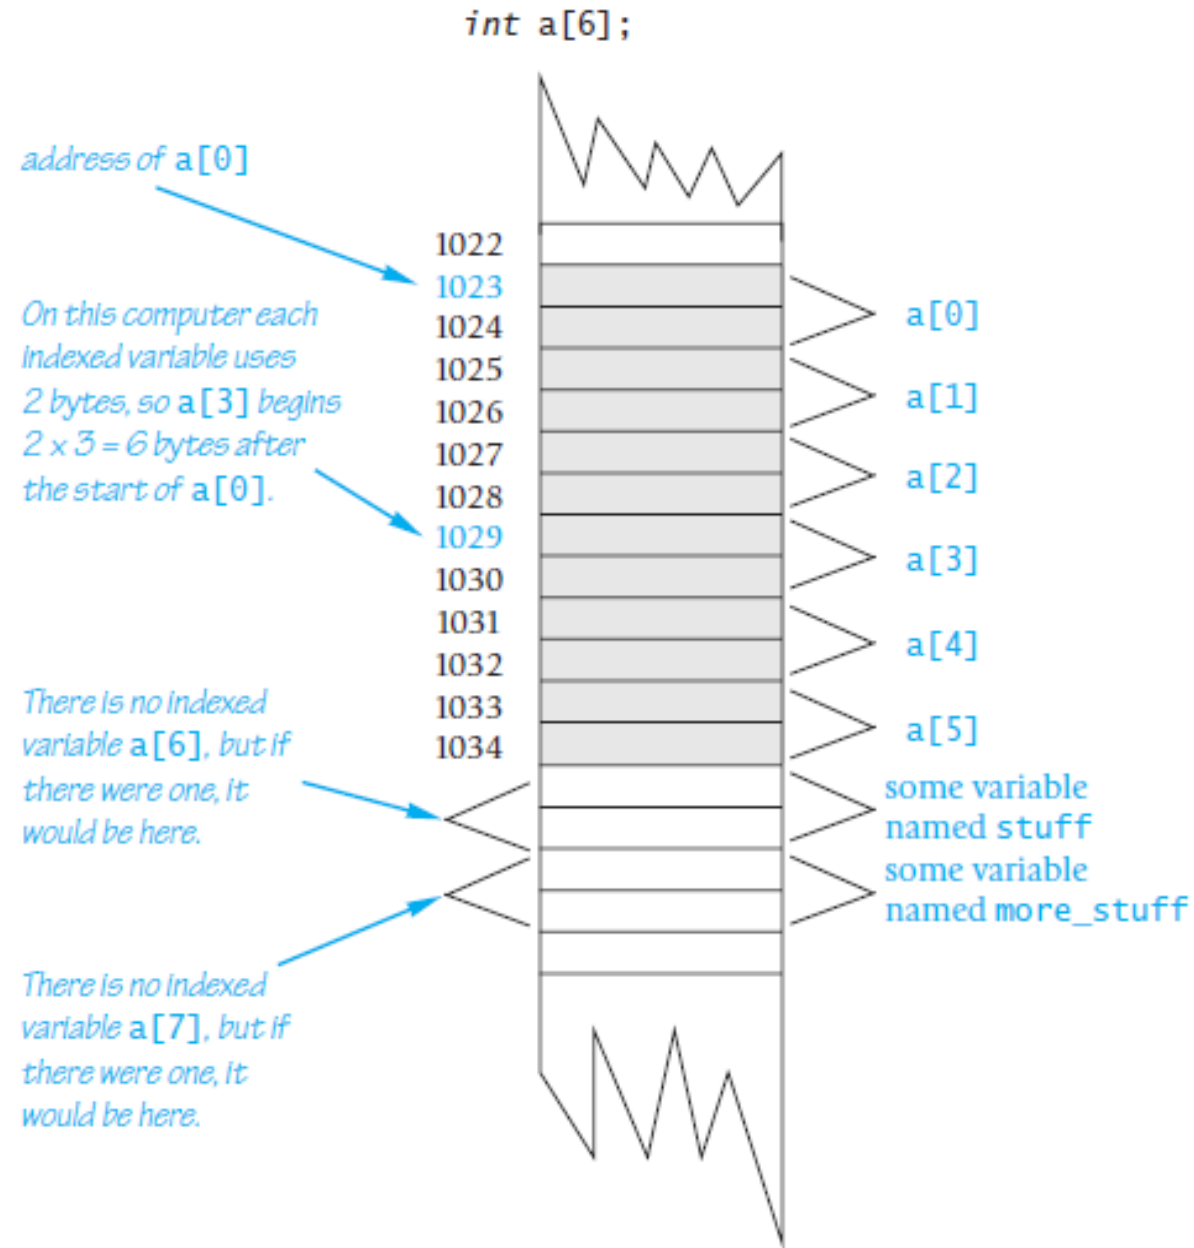 int a[6];
address of a[0]
1022
1023
1024
1025
1026
1027
1028
1029
1030
1031
1032
1033
1034
On this computer each
indexed variable uses
2 bytes, so a[3] begins
2 x 3 = 6 bytes after
the start of a[0].
There is no indexed
variable a[6], but if
there were one, it
would be here.
There is no indexed
variable a[7], but if
there were one, it
would be here.
a[0]
a[1]
a[2]
a[3]
a[4]
a[5]
some variable
named stuff
some variable
named more_stuff